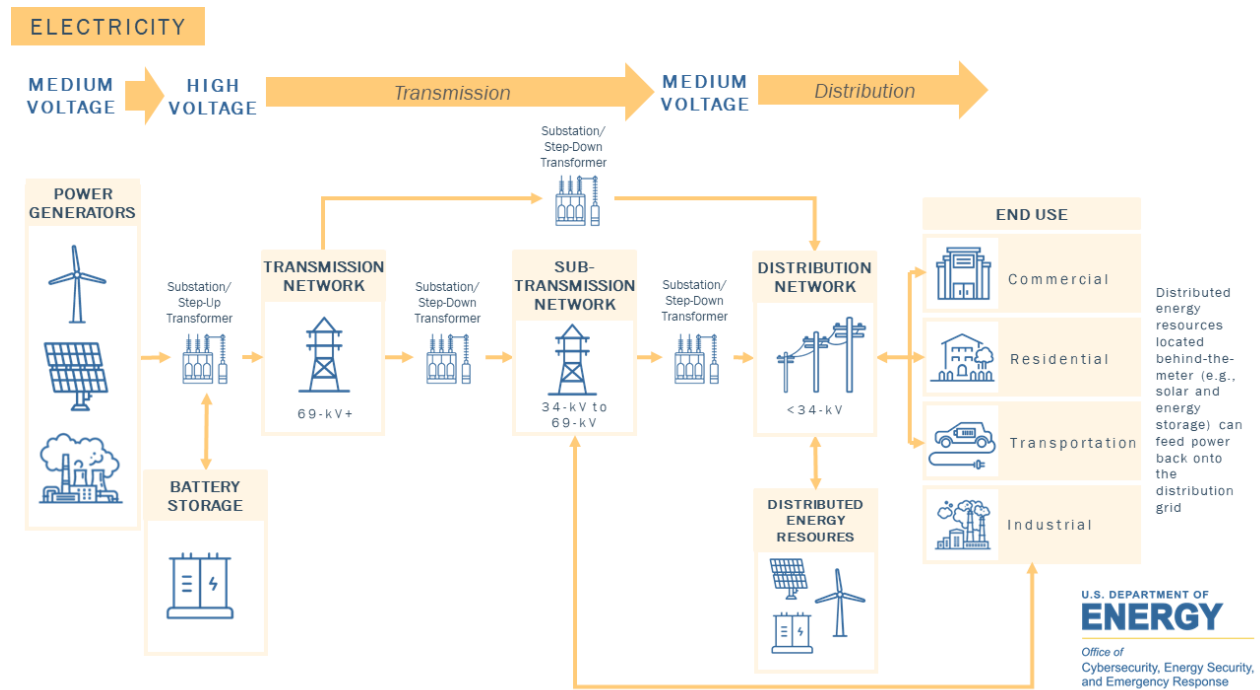 ELECTRICITY
MEDIUM
VOLTAGE
HIGH
VOLTAGE
Transmission
MEDIUM
VOLTAGE
Distribution
Substation/
Step-Down
Transformer
POWER
GENERATORS
Substation/
Step-Up
Transformer
BATTERY
STORAGE
TRANSMISSION
NETWORK
69-kV+
Substation/
Step-Down
Transformer
SUB-
TRANSMISSION
NETWORK
34-kV to
69-kV
Substation/
Step-Down
Transformer
DISTRIBUTION
NETWORK
<34-kV
DISTRIBUTED
ENERGY
RESOURES
END USE
Commercial
Residential
Transportation
Industrial
Distributed
energy
resources
located
behind-the-
meter (e.g.,
solar and
energy
storage) can
feed power
back onto
the
distribution
grid
U.S. DEPARTMENT OF
ENERGY
Office of
Cybersecurity, Energy Security,
and Emergency Response